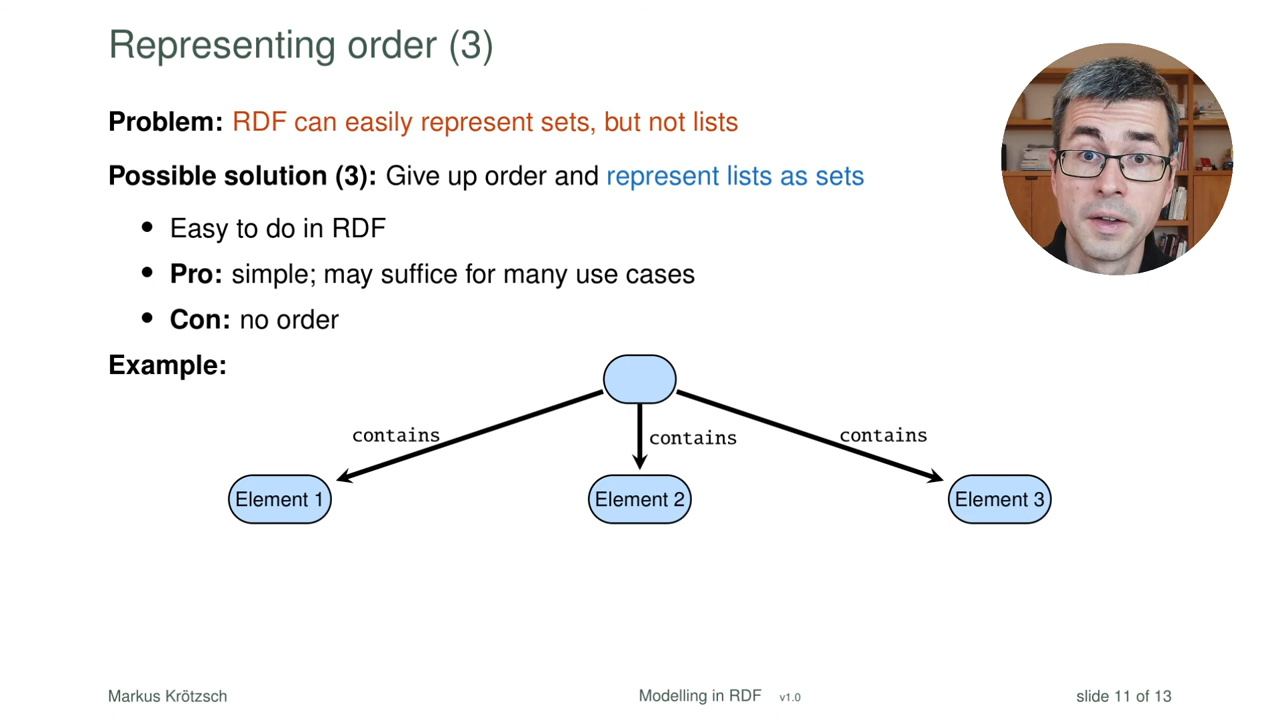 Representing order (3)
Problem: RDF can easily represent sets, but not lists
Possible solution (3): Give up order and represent lists as sets
• Easy to do in RDF
• Pro: simple; may suffice for many use cases
• Con: no order
Example:
contains
contains
contains
Element 1
Element 2
Element 3
Markus Krötzsch
Modelling in RDF v1.0
slide 11 of 13